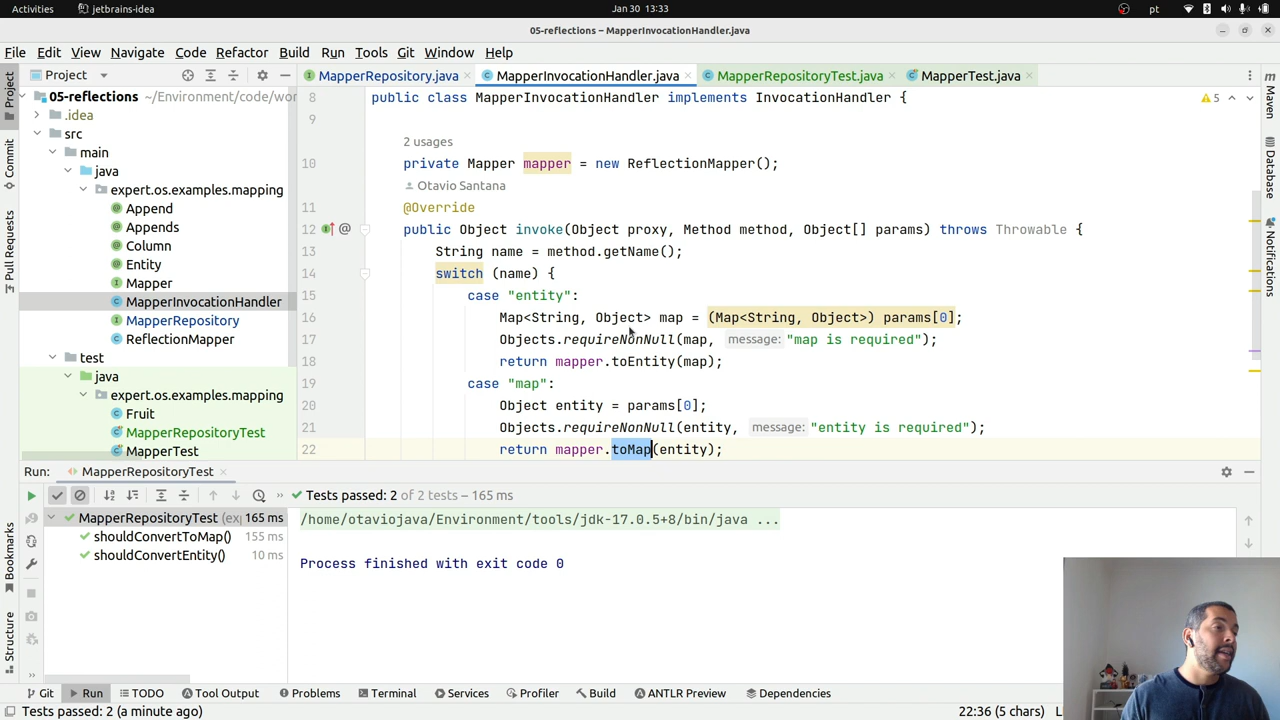 Activities
jetbrains-idea
Jan 30 13:33
pt
05-reflections – MapperInvocationHandler.java
File Edit View Navigate Code Refactor Build Run Tools Git Window Help
Project
MapperRepository.java
MapperInvocationHandler.java
MapperRepositoryTest.java
MapperTest.java
05-reflections ~/Environment/code/wor
.idea
src
main
java
expert.os.examples.mapping
Append
Appends
Column
Entity
Mapper
MapperInvocationHandler
MapperRepository
ReflectionMapper
test
java
expert.os.examples.mapping
Fruit
MapperRepositoryTest
MapperTest
Project
Commit
Pull Requests
Bookmarks
Structure
8 public class MapperInvocationHandler implements InvocationHandler {
5
9
2 usages
10 private Mapper mapper = new ReflectionMapper();
Otavio Santana
11 @Override
12 @ public Object invoke(Object proxy, Method method, Object[] params) throws Throwable {
13 String name = method.getName();
14 switch (name) {
15 case "entity":
16 Map<String, Object> map = (Map<String, Object>) params[0];
17 Objects.requireNonNull(map, message: "map is required");
18 return mapper.toEntity(map);
19 case "map":
20 Object entity = params[0];
21 Objects.requireNonNull(entity, message: "entity is required");
22 return mapper.toMap(entity);
Maven
Database
Notifications
Run: MapperRepositoryTest
Tests passed: 2 of 2 tests – 165 ms
MapperRepositoryTest (ex 165 ms
shouldConvertToMap() 155 ms
shouldConvertEntity() 10 ms
/home/otaviojava/Environment/tools/jdk-17.0.5+8/bin/java ...
Process finished with exit code 0
Git Run TODO Tool Output Problems Terminal Services Profiler Build ANTLR Preview Dependencies
Tests passed: 2 (a minute ago)
22:36 (5 chars)